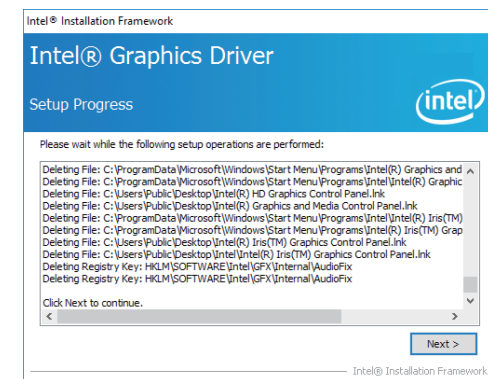 Intel® Installation Framework
Intel® Graphics Driver
Setup Progress
intel
Please wait while the following setup operations are performed:
Deleting File: C:\ProgramData\Microsoft\Windows\Start Menu\Programs\Intel(R) Graphics and
Deleting File: C:\ProgramData\Microsoft\Windows\Start Menu\Programs\Intel\Intel(R) Graphic
Deleting File: C:\Users\Public\Desktop\Intel(R) HD Graphics Control Panel.lnk
Deleting File: C:\Users\Public\Desktop\Intel(R) Graphics and Media Control Panel.lnk
Deleting File: C:\ProgramData\Microsoft\Windows\Start Menu\Programs\Intel\Intel(R) Iris(TM)
Deleting File: C:\ProgramData\Microsoft\Windows\Start Menu\Programs\Intel(R) Iris(TM) Grap
Deleting File: C:\Users\Public\Desktop\Intel(R) Iris(TM) Graphics Control Panel.lnk
Deleting File: C:\Users\Public\Desktop\Intel\Intel(R) Iris(TM) Graphics Control Panel.lnk
Deleting Registry Key: HKLM\SOFTWARE\Intel\GFX\Internal\AudioFix
Deleting Registry Key: HKLM\SOFTWARE\Intel\GFX\Internal\AudioFix
Click Next to continue.
Next >
Intel® Installation Framework